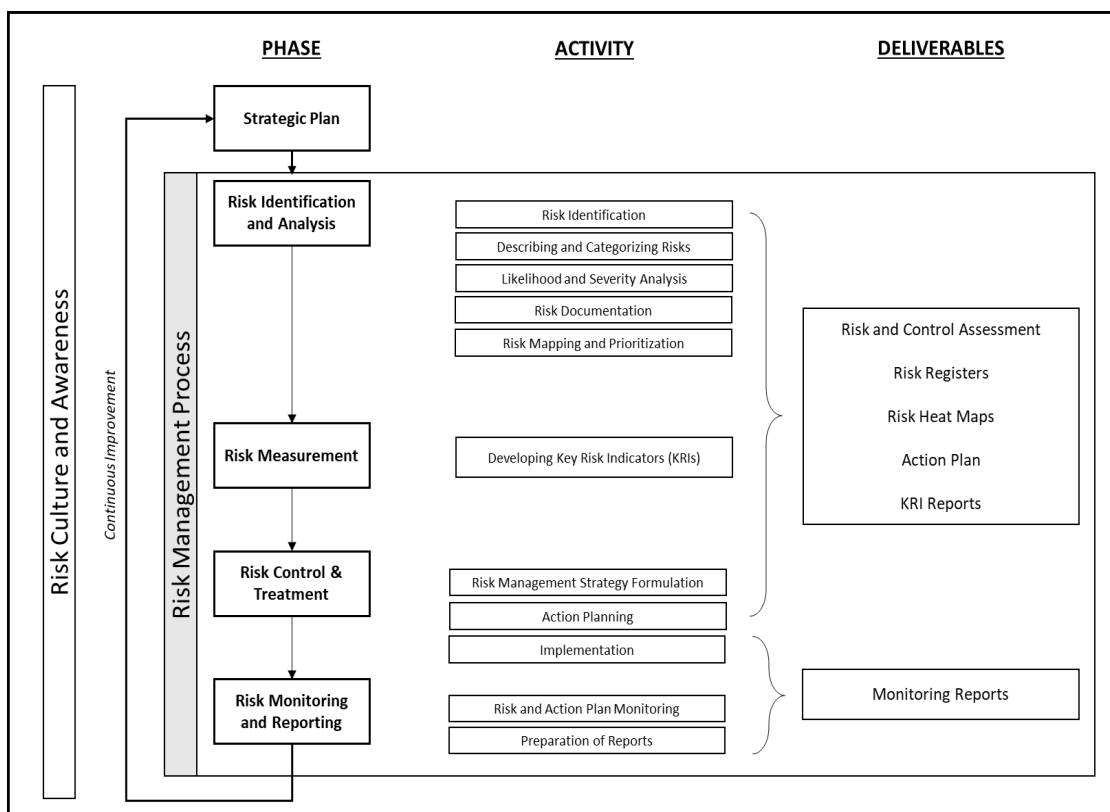 PHASE
ACTIVITY
DELIVERABLES
Risk Culture and Awareness
Continuous Improvement
Strategic Plan
Risk Management Process
Risk Identification
and Analysis
Risk Identification
Describing and Categorizing Risks
Likelihood and Severity Analysis
Risk Documentation
Risk Mapping and Prioritization
Risk Measurement
Developing Key Risk Indicators (KRIs)
Risk Control &
Treatment
Risk Management Strategy Formulation
Action Planning
Implementation
Risk Monitoring
and Reporting
Risk and Action Plan Monitoring
Preparation of Reports
Risk and Control Assessment
Risk Registers
Risk Heat Maps
Action Plan
KRI Reports
Monitoring Reports